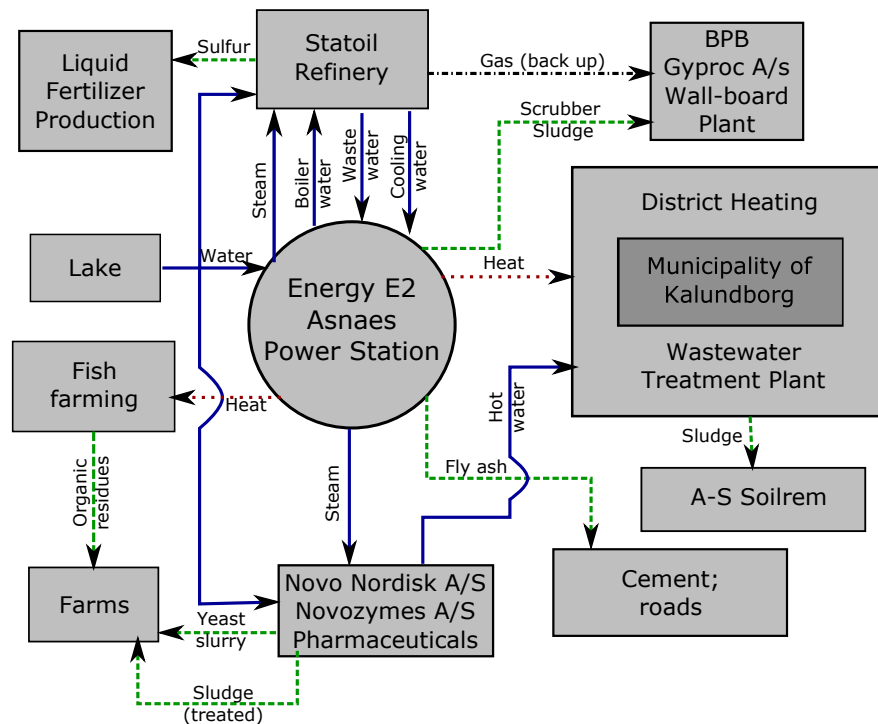 Liquid
Fertilizer
Production
Sulfur
Statoil
Refinery
Gas (back up)
BPB
Gyproc A/s
Wall-board
Plant
Scrubber
Sludge
Steam
Boiler
water
Waste
water
Cooling
water
Lake
Water
Energy E2
Asnaes
Power Station
Heat
District Heating
Municipality of
Kalundborg
Wastewater
Treatment Plant
Fish
farming
Heat
Hot
water
Sludge
A-S Soilrem
Organic
residues
Steam
Fly ash
Cement;
roads
Farms
Novo Nordisk A/S
Novozymes A/S
Pharmaceuticals
Yeast
slurry
Sludge
(treated)